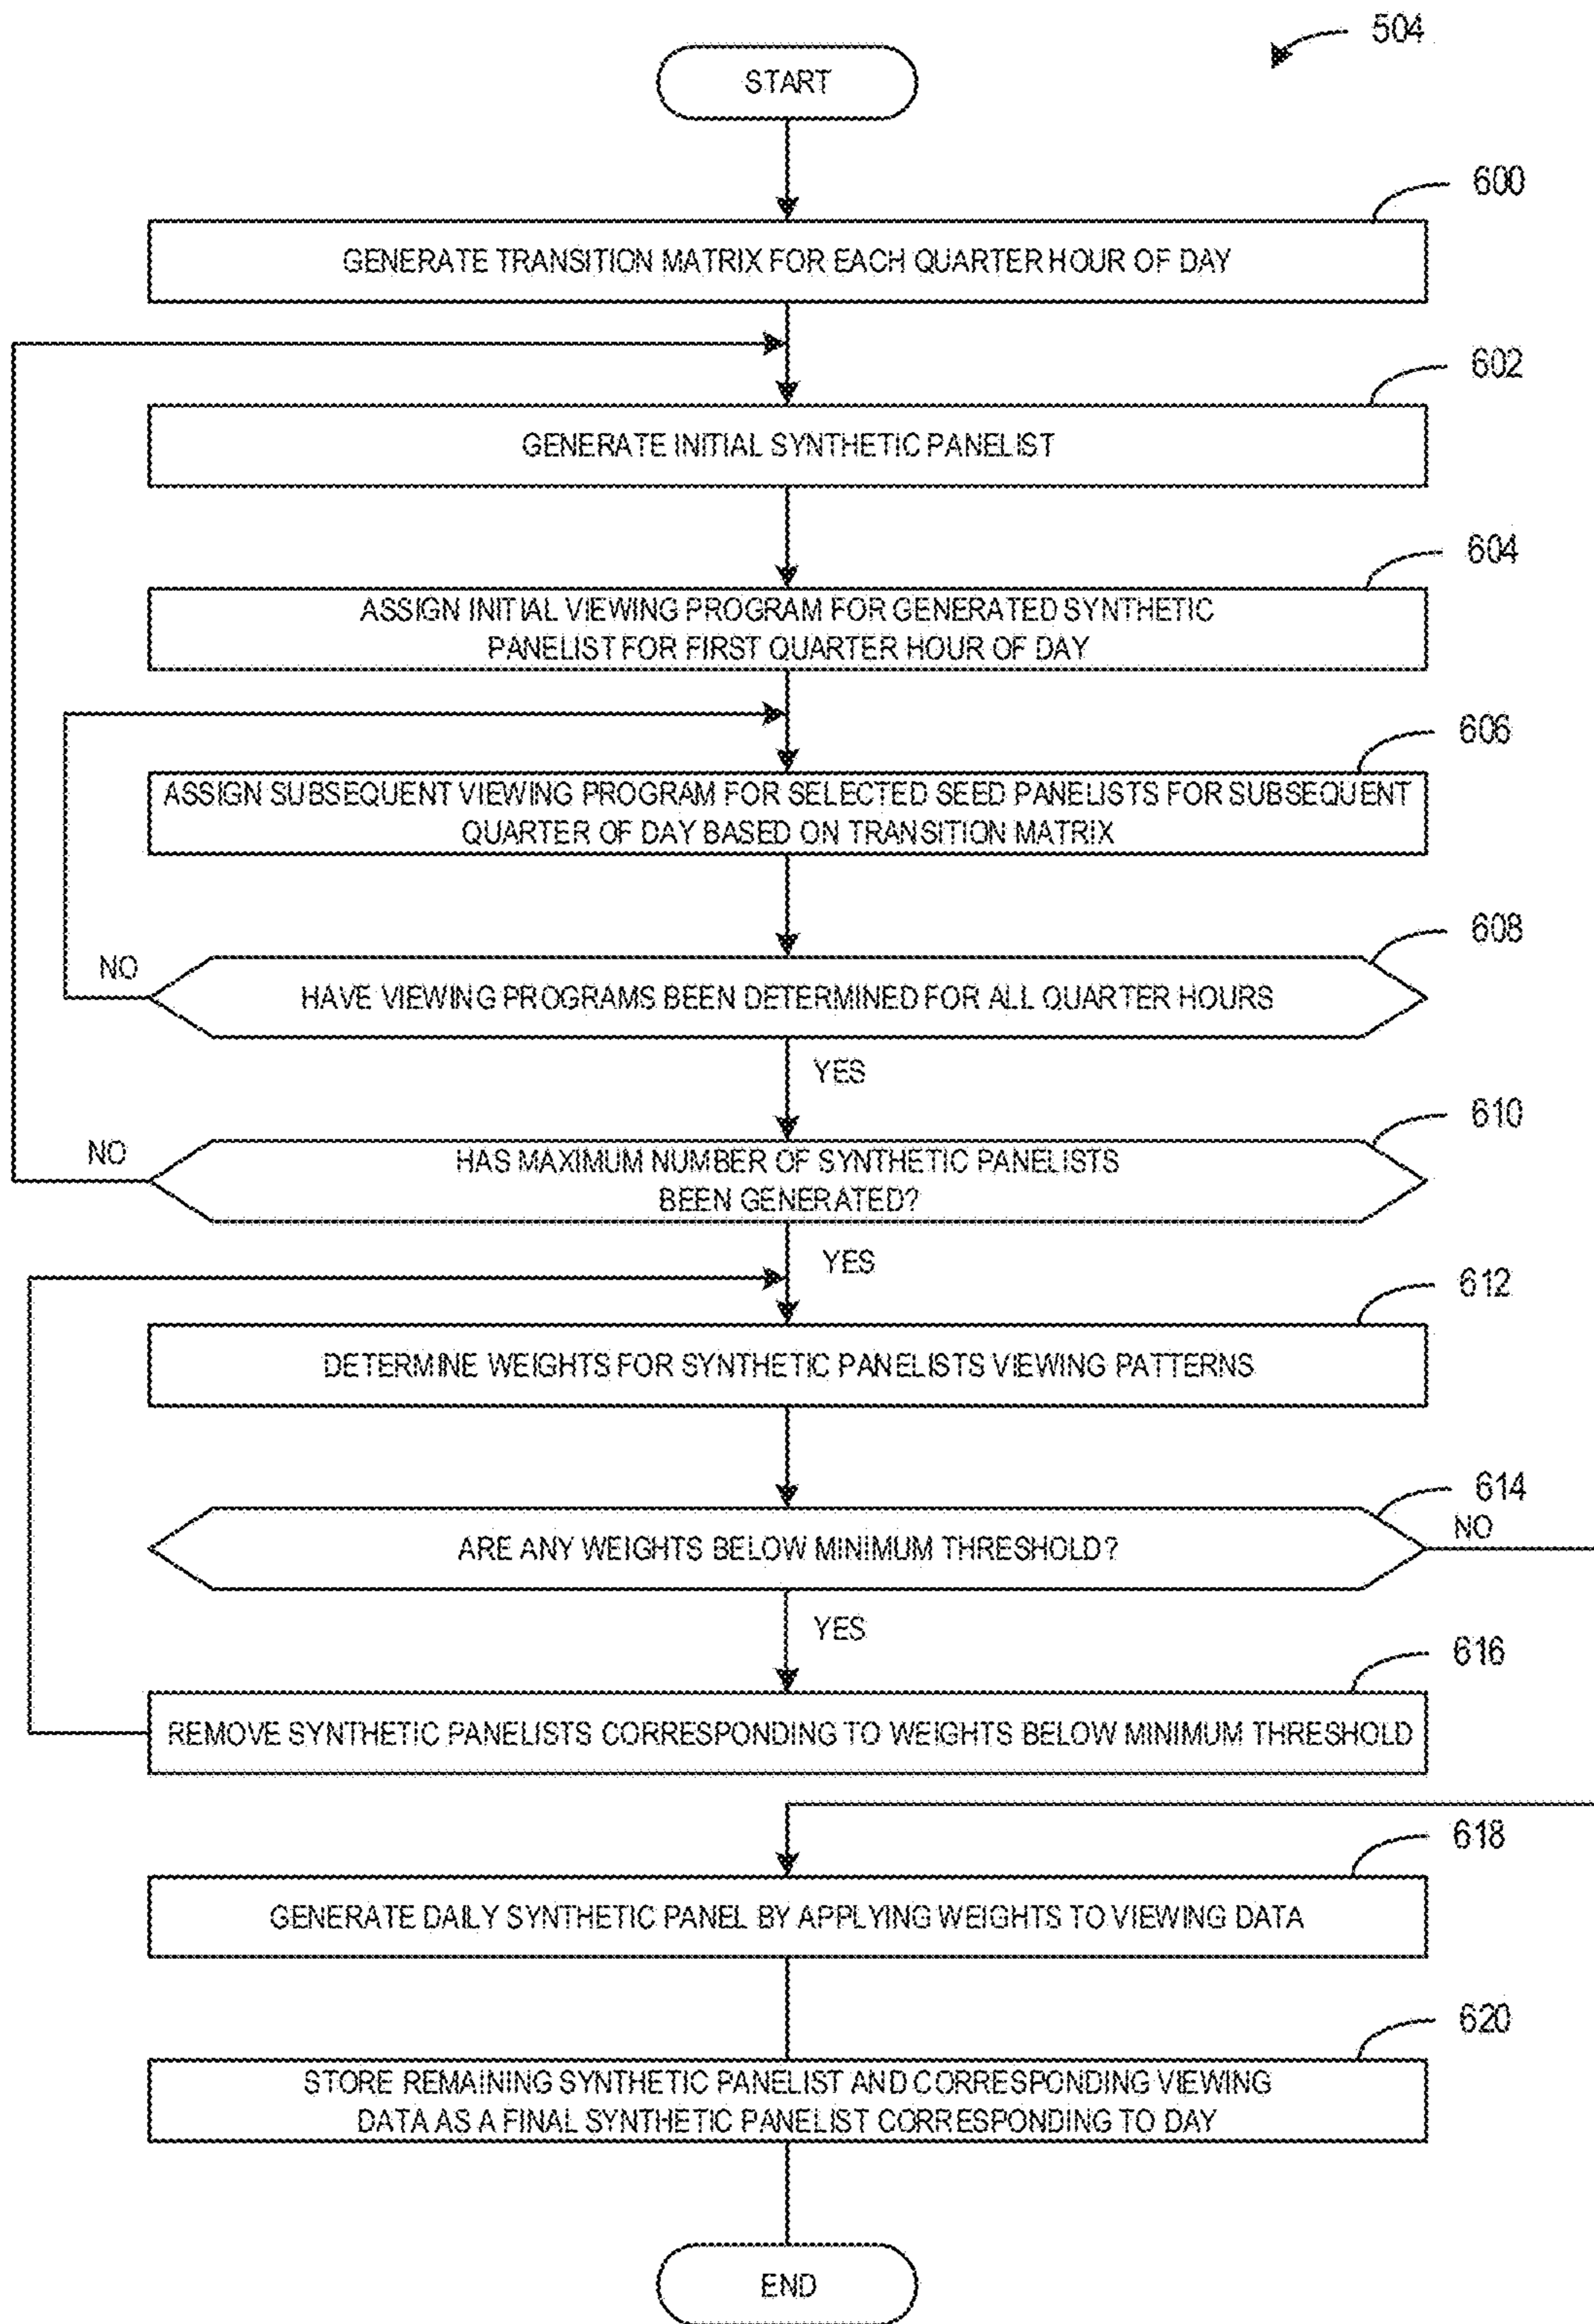 504
START
600
GENERATE TRANSITION MATRIX FOR EACH QUARTER HOUR OF DAY
602
GENERATE INITIAL SYNTHETIC PANELIST
604
ASSIGN INITIAL VIEWING PROGRAM FOR GENERATED SYNTHETIC
PANELIST FOR FIRST QUARTER HOUR OF DAY
606
ASSIGN SUBSEQUENT VIEWING PROGRAM FOR SELECTED SEED PANELISTS FOR SUBSEQUENT
QUARTER OF DAY BASED ON TRANSITION MATRIX
608
NO
HAVE VIEWING PROGRAMS BEEN DETERMINED FOR ALL QUARTER HOURS
YES
610
NO
HAS MAXIMUM NUMBER OF SYNTHETIC PANELISTS
BEEN GENERATED?
YES
612
DETERMINE WEIGHTS FOR SYNTHETIC PANELISTS VIEWING PATTERNS
614
NO
ARE ANY WEIGHTS BELOW MINIMUM THRESHOLD?
YES
616
REMOVE SYNTHETIC PANELISTS CORRESPONDING TO WEIGHTS BELOW MINIMUM THRESHOLD
618
GENERATE DAILY SYNTHETIC PANEL BY APPLYING WEIGHTS TO VIEWING DATA
620
STORE REMAINING SYNTHETIC PANELIST AND CORRESPONDING VIEWING
DATA AS A FINAL SYNTHETIC PANELIST CORRESPONDING TO DAY
END